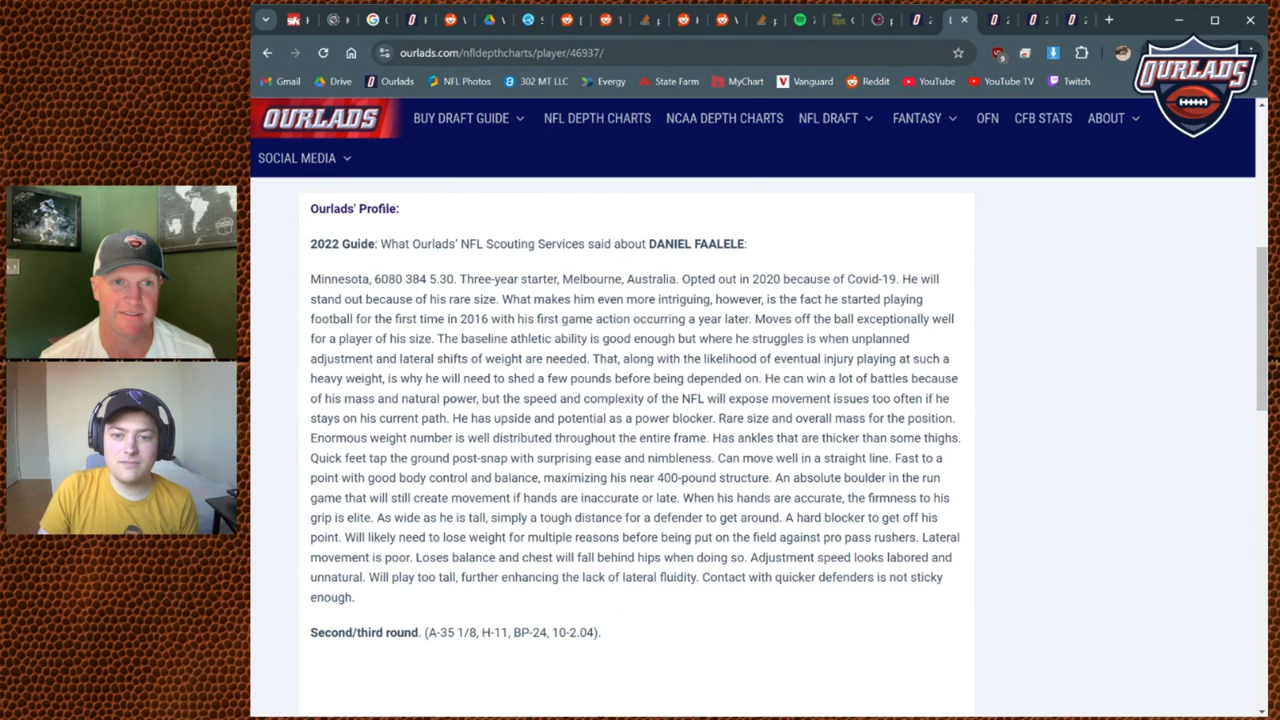 ourlads.com/nfldepthcharts/player/46937/
9
Gmail Drive Ourlads NFL Photos 302 MT LLC Evergy State Farm MyChart Vanguard Reddit YouTube YouTube TV Twitch
OURLADS
OURLADS BUY DRAFT GUIDE NFL DEPTH CHARTS NCAA DEPTH CHARTS NFL DRAFT FANTASY OFN CFB STATS ABOUT
SOCIAL MEDIA
Ourlads' Profile:
2022 Guide: What Ourlads' NFL Scouting Services said about DANIEL FAALELE:
Minnesota, 6080 384 5.30. Three-year starter, Melbourne, Australia. Opted out in 2020 because of Covid-19. He will
stand out because of his rare size. What makes him even more intriguing, however, is the fact he started playing
football for the first time in 2016 with his first game action occurring a year later. Moves off the ball exceptionally well
for a player of his size. The baseline athletic ability is good enough but where he struggles is when unplanned
adjustment and lateral shifts of weight are needed. That, along with the likelihood of eventual injury playing at such a
heavy weight, is why he will need to shed a few pounds before being depended on. He can win a lot of battles because
of his mass and natural power, but the speed and complexity of the NFL will expose movement issues too often if he
stays on his current path. He has upside and potential as a power blocker. Rare size and overall mass for the position.
Enormous weight number is well distributed throughout the entire frame. Has ankles that are thicker than some thighs.
Quick feet tap the ground post-snap with surprising ease and nimbleness. Can move well in a straight line. Fast to a
point with good body control and balance, maximizing his near 400-pound structure. An absolute boulder in the run
game that will still create movement if hands are inaccurate or late. When his hands are accurate, the firmness to his
grip is elite. As wide as he is tall, simply a tough distance for a defender to get around. A hard blocker to get off his
point. Will likely need to lose weight for multiple reasons before being put on the field against pro pass rushers. Lateral
movement is poor. Loses balance and chest will fall behind hips when doing so. Adjustment speed looks labored and
unnatural. Will play too tall, further enhancing the lack of lateral fluidity. Contact with quicker defenders is not sticky
enough.
Second/third round. (A-35 1/8, H-11, BP-24, 10-2.04).